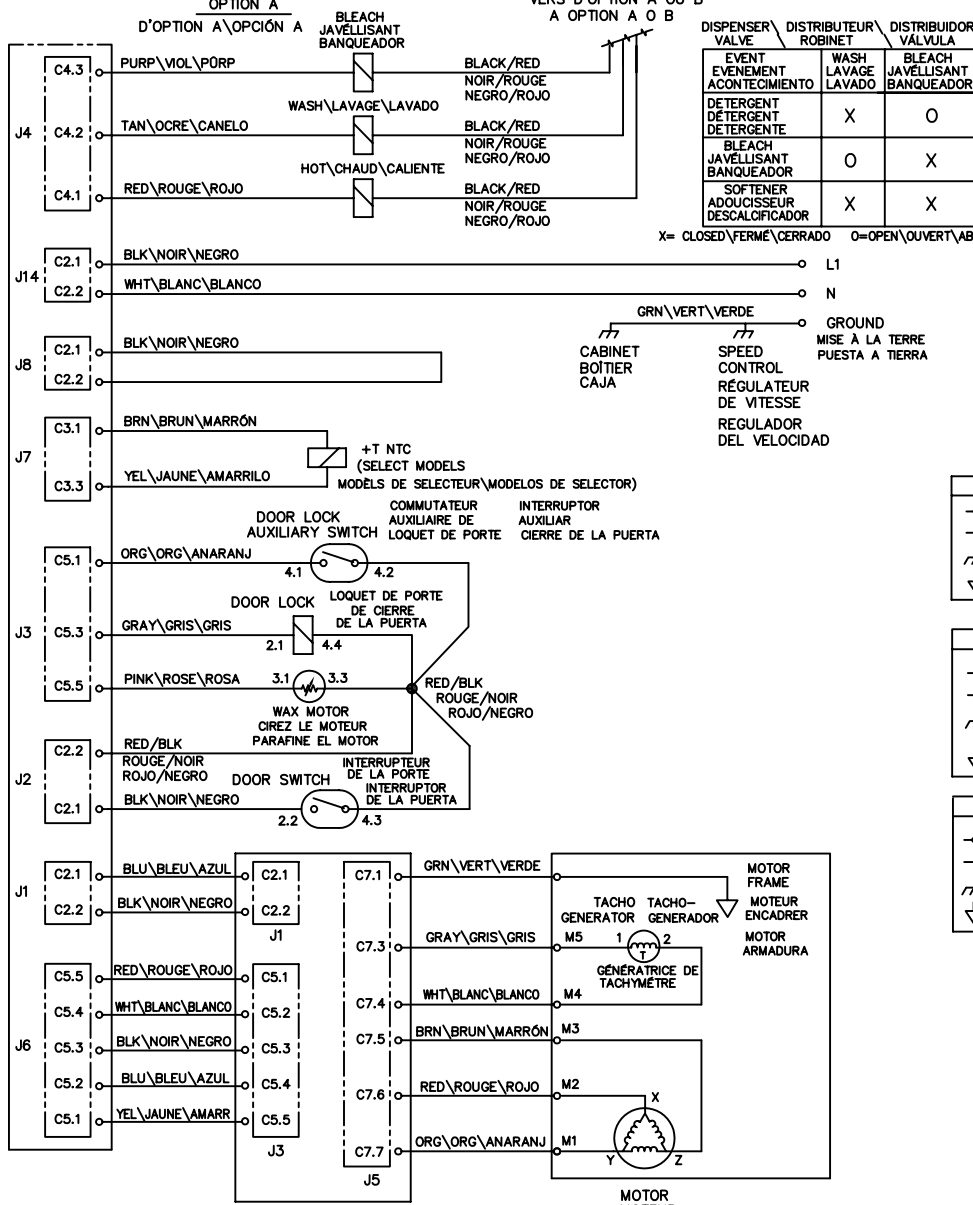 OPTION A
D'OPTION A\OPCIÓN A
A OPTION A O B
BLEACH
JAVÉLLISANT
BANQUEADOR
J4
C4.3
PURP\VIOL\PÜRP
BLACK/RED
NOIR/ROUGE
NEGRO/ROJO
WASH\LAVAGE\LAVADO
C4.2
TAN\OCRE\CANELO
BLACK/RED
NOIR/ROUGE
NEGRO/ROJO
HOT\CHAUD\CALIENTE
C4.1
RED\ROUGE\ROJO
BLACK/RED
NOIR/ROUGE
NEGRO/ROJO
DISPENSER\ DISTRIBUTEUR\ DISTRIBUIDOR
VALVE ROBINET VÁLVULA
EVENT
EVENEMENT
ACONTECIMIENTO
WASH
LAVAGE
LAVADO
BLEACH
JAVÉLLISANT
BANQUEADOR
DETERGENT
DÉTERGENT
DETERGENTE
X O
BLEACH
JAVÉLLISANT
BANQUEADOR
O X
SOFTENER
ADOUCISSEUR
DESCALCIFICADOR
X X
X= CLOSED\FERMÉ\CERRADO O=OPEN\OUVERT\AB
J14
C2.1
BLK\NOIR\NEGRO
L1
C2.2
WHT\BLANC\BLANCO
N
GRN\VERT\VERDE
GROUND
MISE À LA TERRE
PUESTA A TIERRA
CABINET
BOÎTIER
CAJA
SPEED
CONTROL
RÉGULATEUR
DE VITESSE
REGULADOR
DEL VELOCIDAD
J8
C2.1
BLK\NOIR\NEGRO
C2.2
J7
C3.1
BRN\BRUN\MARRÓN
+T NTC
(SELECT MODELS
MODÈLS DE SELECTEUR\MODELOS DE SELECTOR)
C3.3
YEL\JAUNE\AMARRILO
DOOR LOCK
AUXILIARY SWITCH
COMMUTATEUR
AUXILIAIRE DE
LOQUET DE PORTE
INTERRUPTOR
AUXILIAR
CIERRE DE LA PUERTA
J3
C5.1
ORG\ORG\ANARANJ
4.1 4.2
DOOR LOCK
LOQUET DE PORTE
DE CIERRE
DE LA PUERTA
C5.3
GRAY\GRIS\GRIS
2.1 4.4
C5.5
PINK\ROSE\ROSA
3.1 3.3
WAX MOTOR
CIREZ LE MOTEUR
PARAFINE EL MOTOR
RED/BLK
ROUGE/NOIR
ROJO/NEGRO
J2
C2.2
RED/BLK
ROUGE/NOIR
ROJO/NEGRO
DOOR SWITCH
INTERRUPTEUR
DE LA PORTE
INTERRUPTOR
DE LA PUERTA
C2.1
BLK\NOIR\NEGRO
2.2 4.3
J1
C2.1
BLU\BLEU\AZUL
C2.1
C2.2
BLK\NOIR\NEGRO
C2.2
J1
J6
C5.5
RED\ROUGE\ROJO
C5.1
C5.4
WHT\BLANC\BLANCO
C5.2
C5.3
BLK\NOIR\NEGRO
C5.3
C5.2
BLU\BLEU\AZUL
C5.4
C5.1
YEL\JAUNE\AMARR
C5.5
J3
C7.1
GRN\VERT\VERDE
MOTOR
FRAME
MOTEUR
ENCADRER
MOTOR
ARMADURA
TACHO TACHO-
GENERATOR GENERADOR
C7.3
GRAY\GRIS\GRIS
M5
1 T 2
GÉNÉRATRICE DE
TACHYMÉTRE
C7.4
WHT\BLANC\BLANCO
M4
C7.5
BRN\BRUN\MARRÓN
M3
C7.6
RED\ROUGE\ROJO
M2
X
C7.7
ORG\ORG\ANARANJ
M1
Y Z
J5
MOTOR